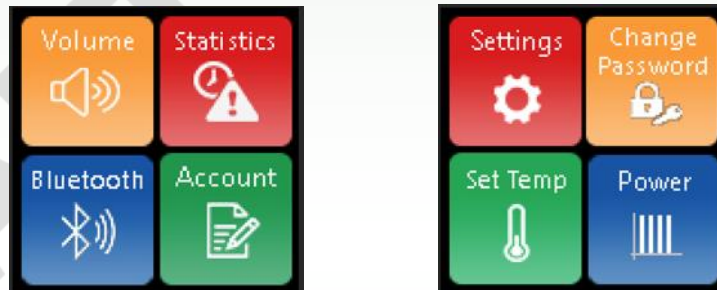 Volume
Statistics
Bluetooth
Account
Settings
Change
Password
Set Temp
Power